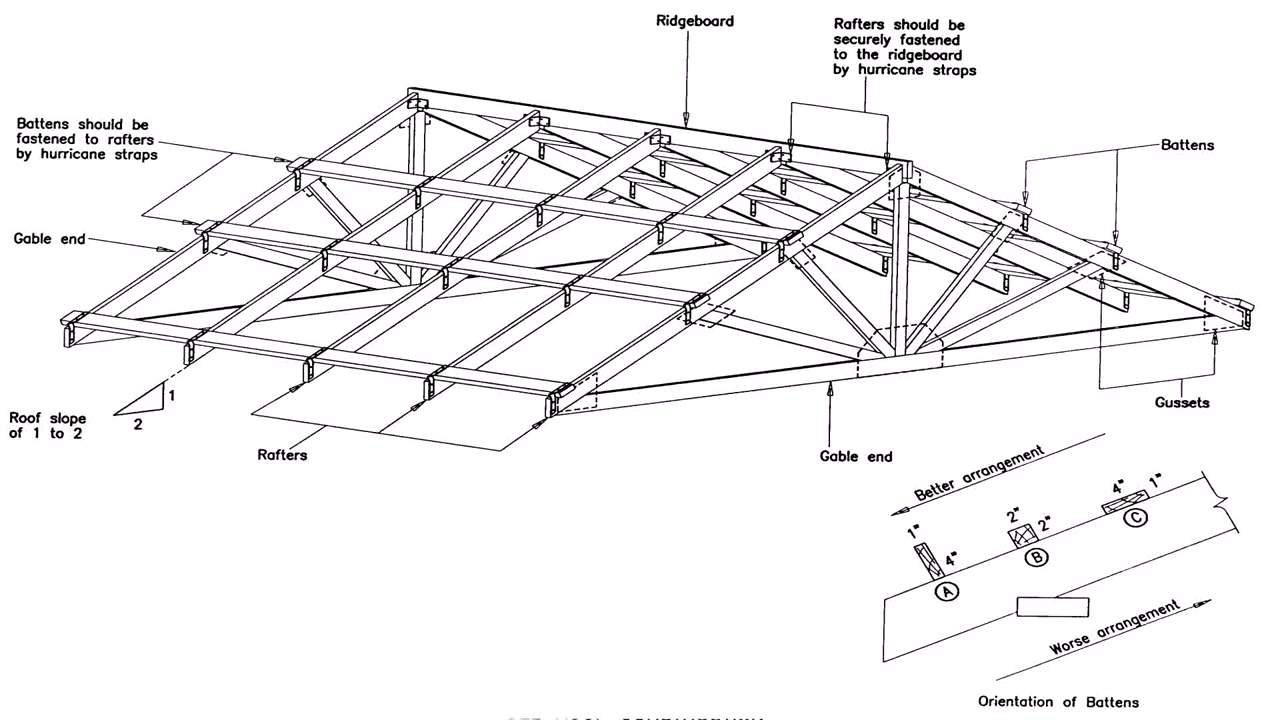 Ridgeboard
Rafters should be
securely fastened
to the ridgeboard
by hurricane straps
Battens should be
fastened to rafters
by hurricane straps
Battens
Gable end
Roof slope
of 1 to 2
1
2
Rafters
Gable end
Gussets
Better arrangement
1"
4"
A
2"
2"
B
4"
1"
C
Worse arrangement
Orientation of Battens